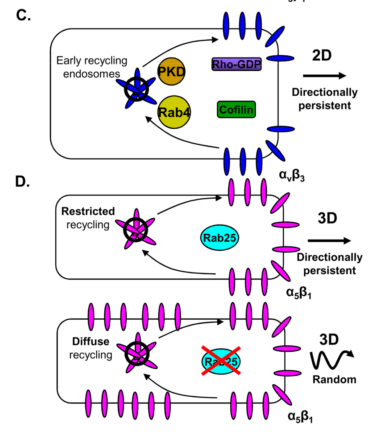 C.
Early recycling
endosomes
PKD
Rho-GDP
Rab4
Cofilin
2D
Directionally
persistent
αvβ3
D.
Restricted
recycling
Rab25
3D
Directionally
persistent
α5β1
Diffuse
recycling
Rab25
3D
Random
α5β1